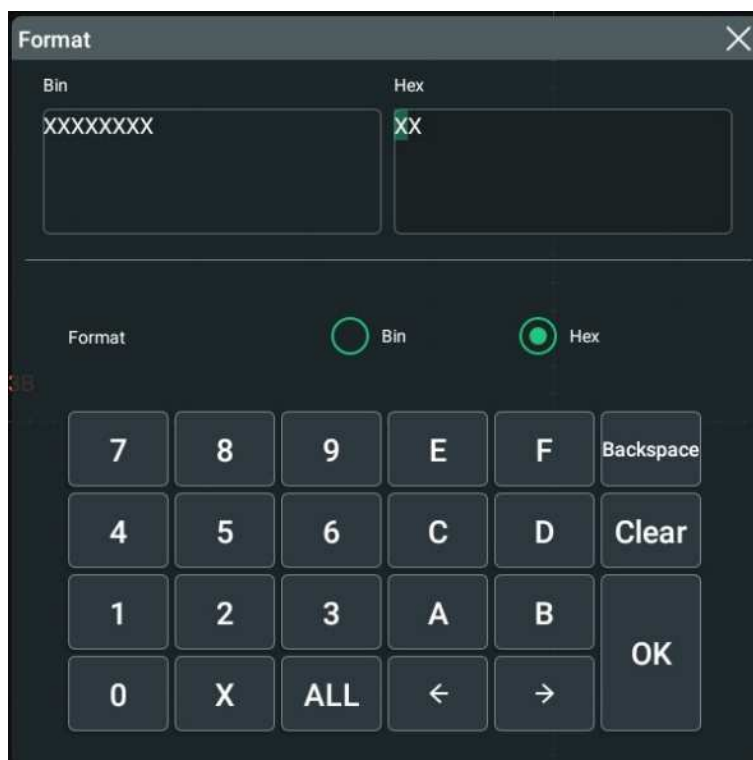 Format
Bin Hex
XXXXXXXX XX
Format Bin Hex
3B
7 8 9 E F Backspace
4 5 6 C D Clear
1 2 3 A B
OK
0 X ALL ← →